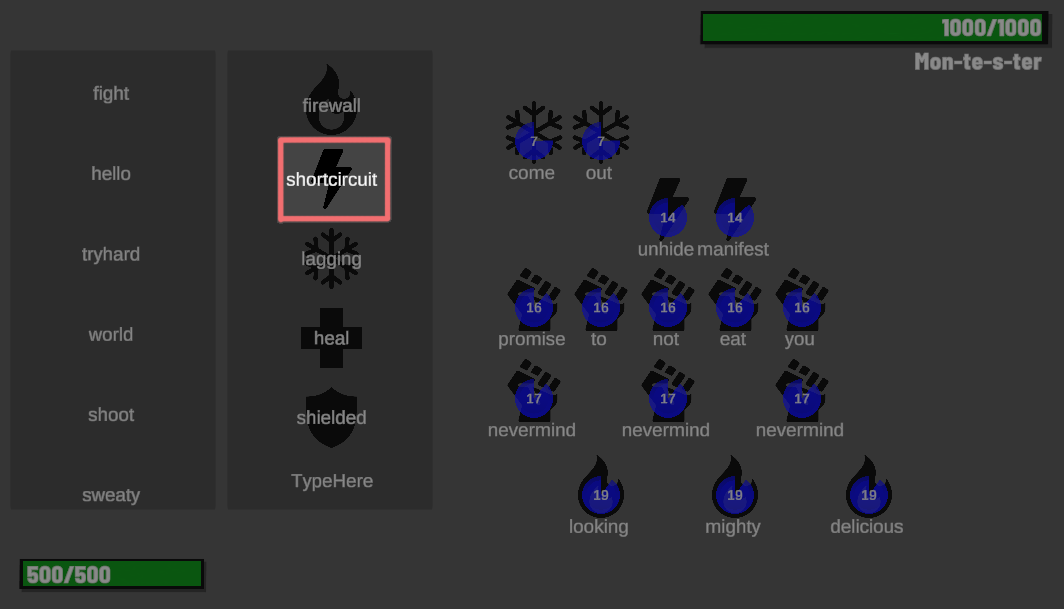 1000/1000
Mon-te-s-ter
fight
hello
tryhard
world
shoot
sweaty
firewall
shortcircuit
lagging
heal
shielded
TypeHere
7 7
come out
14 14
unhide manifest
16 16 16 16 16
promise to not eat you
17 17 17
nevermind nevermind nevermind
19 19 19
looking mighty delicious
500/500